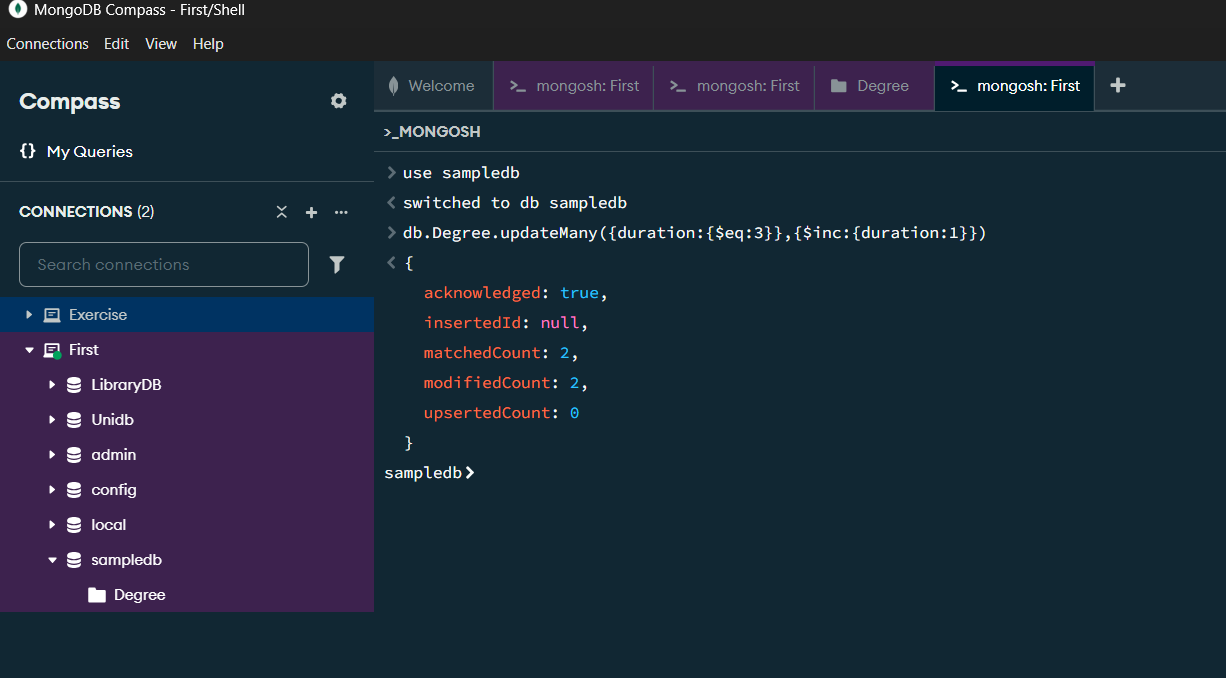 MongoDB Compass - First/Shell
Connections Edit View Help
Compass
{} My Queries
CONNECTIONS (2)
Search connections
Exercise
First
LibraryDB
Unidb
admin
config
local
sampledb
Degree
Welcome >_ mongosh: First >_ mongosh: First Degree >_ mongosh: First +
>_MONGOSH
> use sampledb
< switched to db sampledb
> db.Degree.updateMany({duration:{$eq:3}},{$inc:{duration:1}})
< {
acknowledged: true,
insertedId: null,
matchedCount: 2,
modifiedCount: 2,
upsertedCount: 0
}
sampledb>